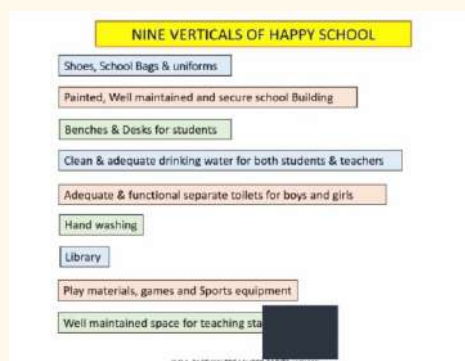 NINE VERTICALS OF HAPPY SCHOOL
Shoes, School Bags & uniforms
Painted, Well maintained and secure school Building
Benches & Desks for students
Clean & adequate drinking water for both students & teachers
Adequate & functional separate toilets for boys and girls
Hand washing
Library
Play materials, games and Sports equipment
Well maintained space for teaching